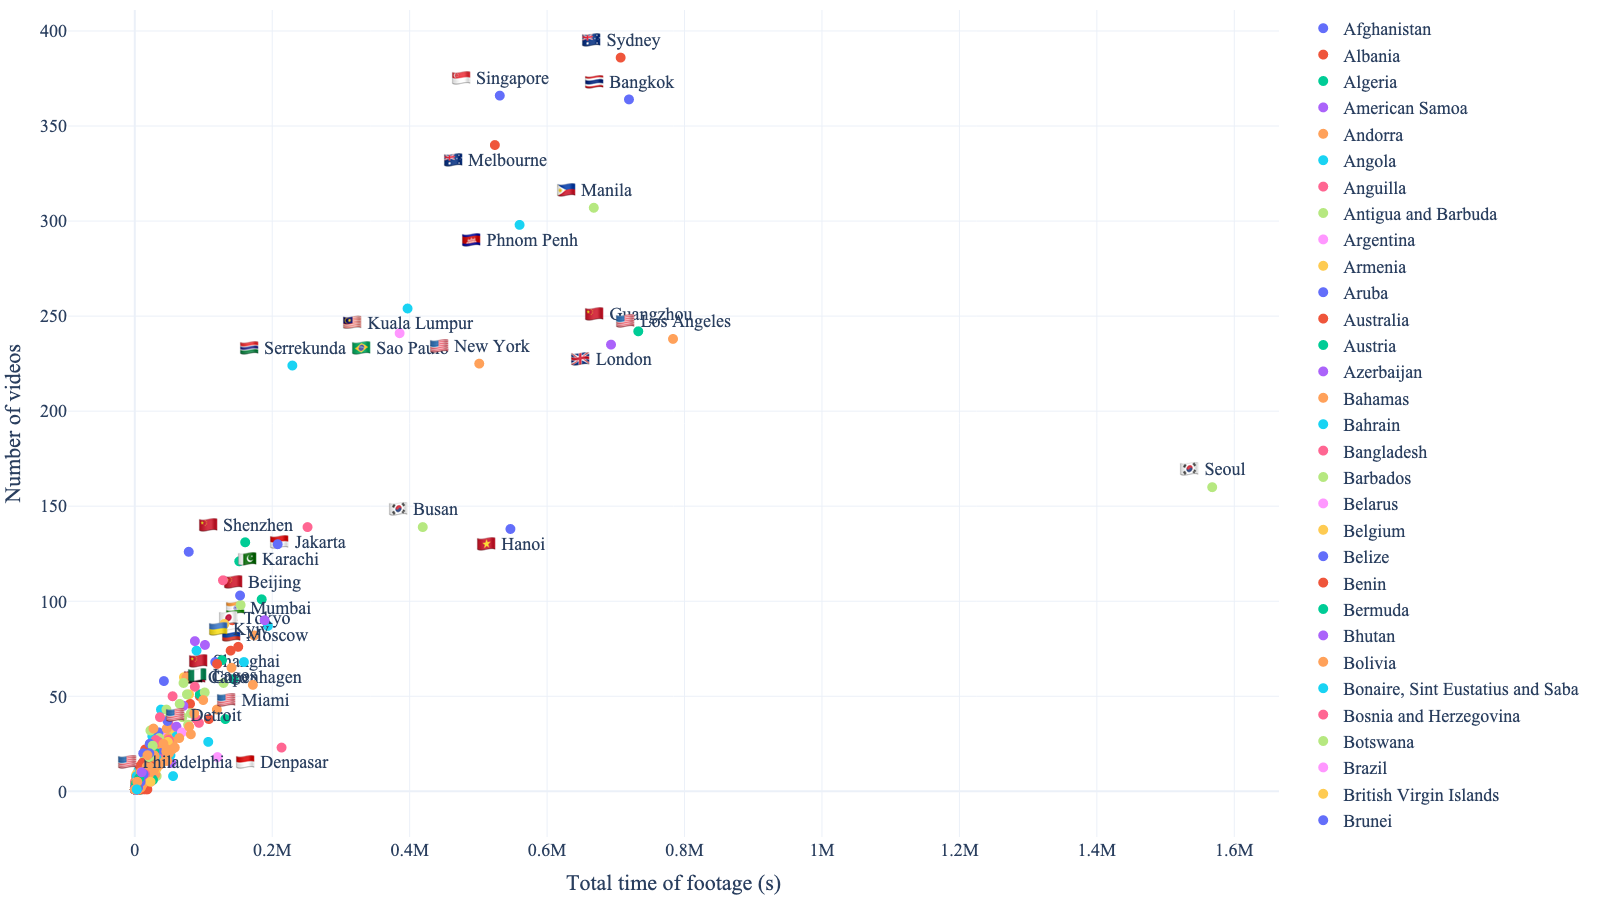 400
350
300
250
200
150
100
50
0
Number of videos
Sydney
Singapore
Bangkok
Melbourne
Manila
Phnom Penh
Guangzhou
Los Angeles
Kuala Lumpur
Serrekunda
Sao Paulo
New York
London
Seoul
Busan
Shenzhen
Jakarta
Hanoi
Karachi
Beijing
Mumbai
Tokyo
Kyiv
Moscow
Shanghai
Lagos
Copenhagen
Miami
Detroit
Philadelphia
Denpasar
0
0.2M
0.4M
0.6M
0.8M
1M
1.2M
1.4M
1.6M
Total time of footage (s)
Afghanistan
Albania
Algeria
American Samoa
Andorra
Angola
Anguilla
Antigua and Barbuda
Argentina
Armenia
Aruba
Australia
Austria
Azerbaijan
Bahamas
Bahrain
Bangladesh
Barbados
Belarus
Belgium
Belize
Benin
Bermuda
Bhutan
Bolivia
Bonaire, Sint Eustatius and Saba
Bosnia and Herzegovina
Botswana
Brazil
British Virgin Islands
Brunei